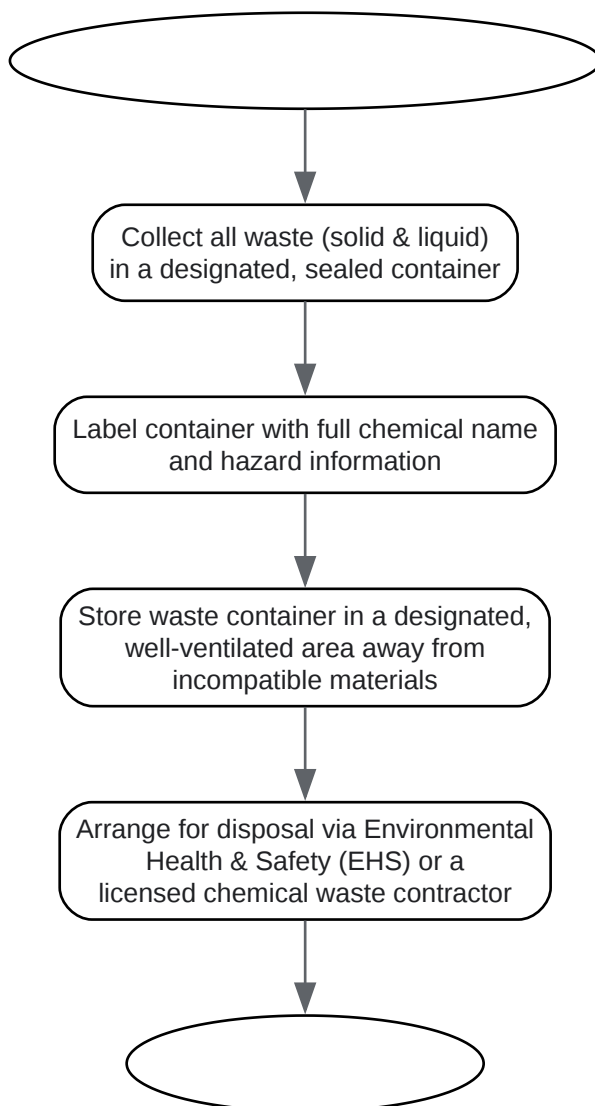 Collect all waste (solid & liquid)
in a designated, sealed container
Label container with full chemical name
and hazard information
Store waste container in a designated,
well-ventilated area away from
incompatible materials
Arrange for disposal via Environmental
Health & Safety (EHS) or a
licensed chemical waste contractor